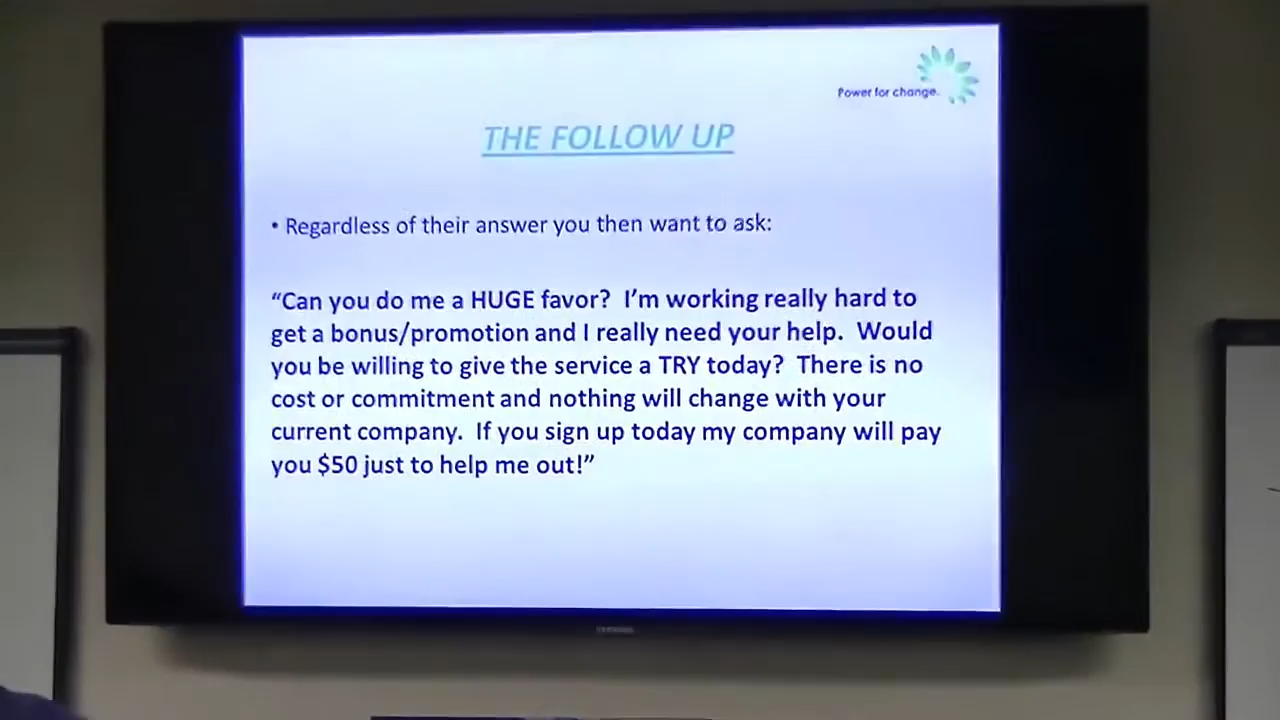 Power for change.
THE FOLLOW UP
• Regardless of their answer you then want to ask:
“Can you do me a HUGE favor?  I’m working really hard to
get a bonus/promotion and I really need your help.  Would
you be willing to give the service a TRY today?  There is no
cost or commitment and nothing will change with your
current company.  If you sign up today my company will pay
you $50 just to help me out!”